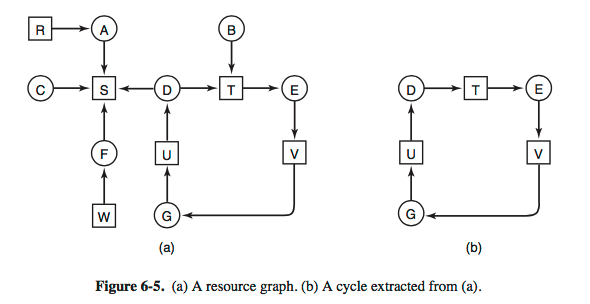 R A B
C S D T E D T E
F U V U V
W G G
(a) (b)
Figure 6-5. (a) A resource graph. (b) A cycle extracted from (a).